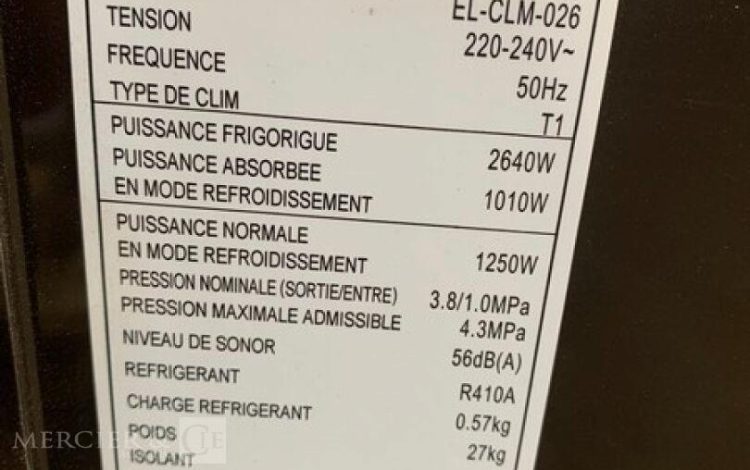 EL-CLM-026
TENSION 220-240V~
FREQUENCE 50Hz
TYPE DE CLIM T1
PUISSANCE FRIGORIGUE 2640W
PUISSANCE ABSORBEE
EN MODE REFROIDISSEMENT 1010W
PUISSANCE NORMALE
EN MODE REFROIDISSEMENT 1250W
PRESSION NOMINALE (SORTIE/ENTRE) 3.8/1.0MPa
PRESSION MAXIMALE ADMISSIBLE 4.3MPa
NIVEAU DE SONOR 56dB(A)
REFRIGERANT R410A
CHARGE REFRIGERANT 0.57kg
POIDS 27kg
ISOLANT
MERCIER & CIE